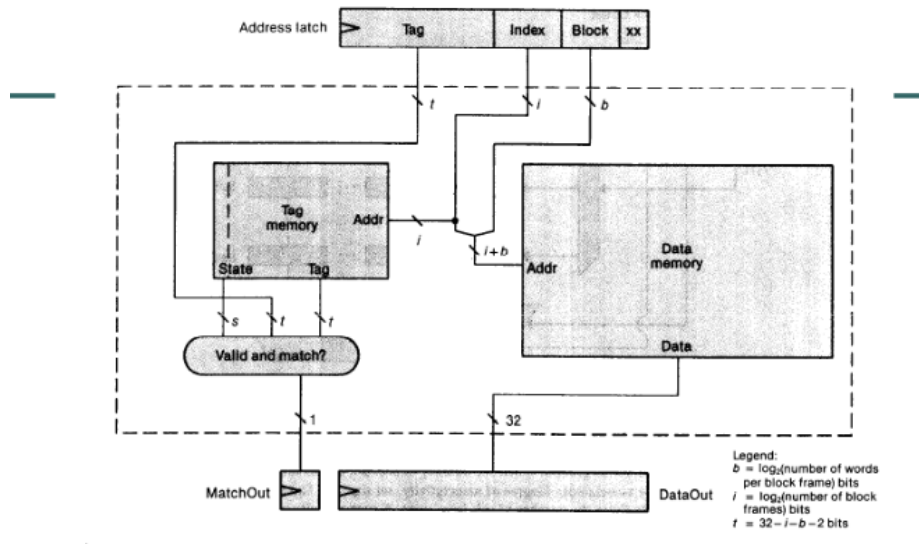 Address latch
Tag Index Block xx
t i b
Tag
memory
Addr
i
i+b
State Tag
Addr
Data
memory
Data
s t t
Valid and match?
1 32
MatchOut
DataOut
Legend:
b = log₂(number of words
per block frame) bits
i = log₂(number of block
frames) bits
t = 32−i−b−2 bits